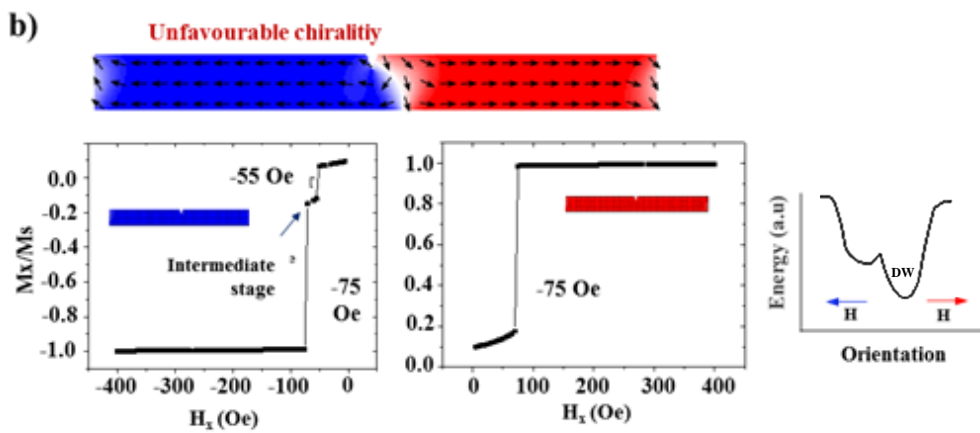 b)
Unfavourable chiralitiy
Mx/Ms
0.0
-0.2
-0.4
-0.6
-0.8
-1.0
-55 Oe
Intermediate
stage
-75
Oe
-400 -300 -200 -100 0
Hx (Oe)
1.0
0.8
0.6
0.4
0.2
0.0
-75 Oe
0 100 200 300 400
Hx (Oe)
Energy (a.u)
DW
H H
Orientation